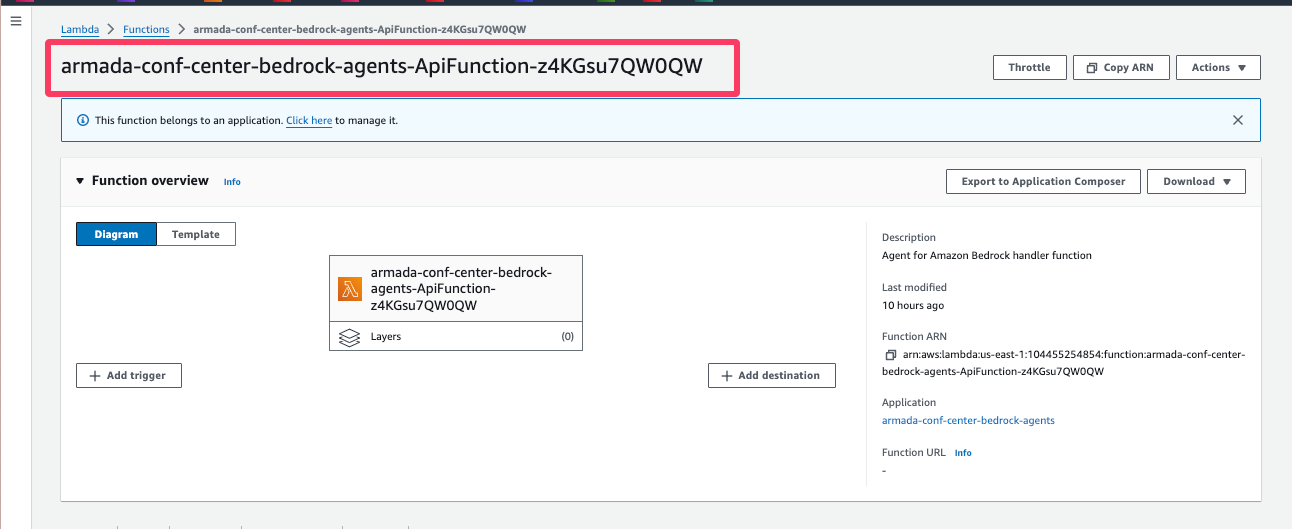 Lambda > Functions > armada-conf-center-bedrock-agents-ApiFunction-z4KGsu7QW0QW
armada-conf-center-bedrock-agents-ApiFunction-z4KGsu7QW0QW
Throttle
Copy ARN
Actions
This function belongs to an application. Click here to manage it.
Function overview Info
Export to Application Composer
Download
Diagram
Template
armada-conf-center-bedrock-
agents-ApiFunction-
z4KGsu7QW0QW
Layers (0)
+ Add trigger
+ Add destination
Description
Agent for Amazon Bedrock handler function
Last modified
10 hours ago
Function ARN
arn:aws:lambda:us-east-1:104455254854:function:armada-conf-center-
bedrock-agents-ApiFunction-z4KGsu7QW0QW
Application
armada-conf-center-bedrock-agents
Function URL Info
-